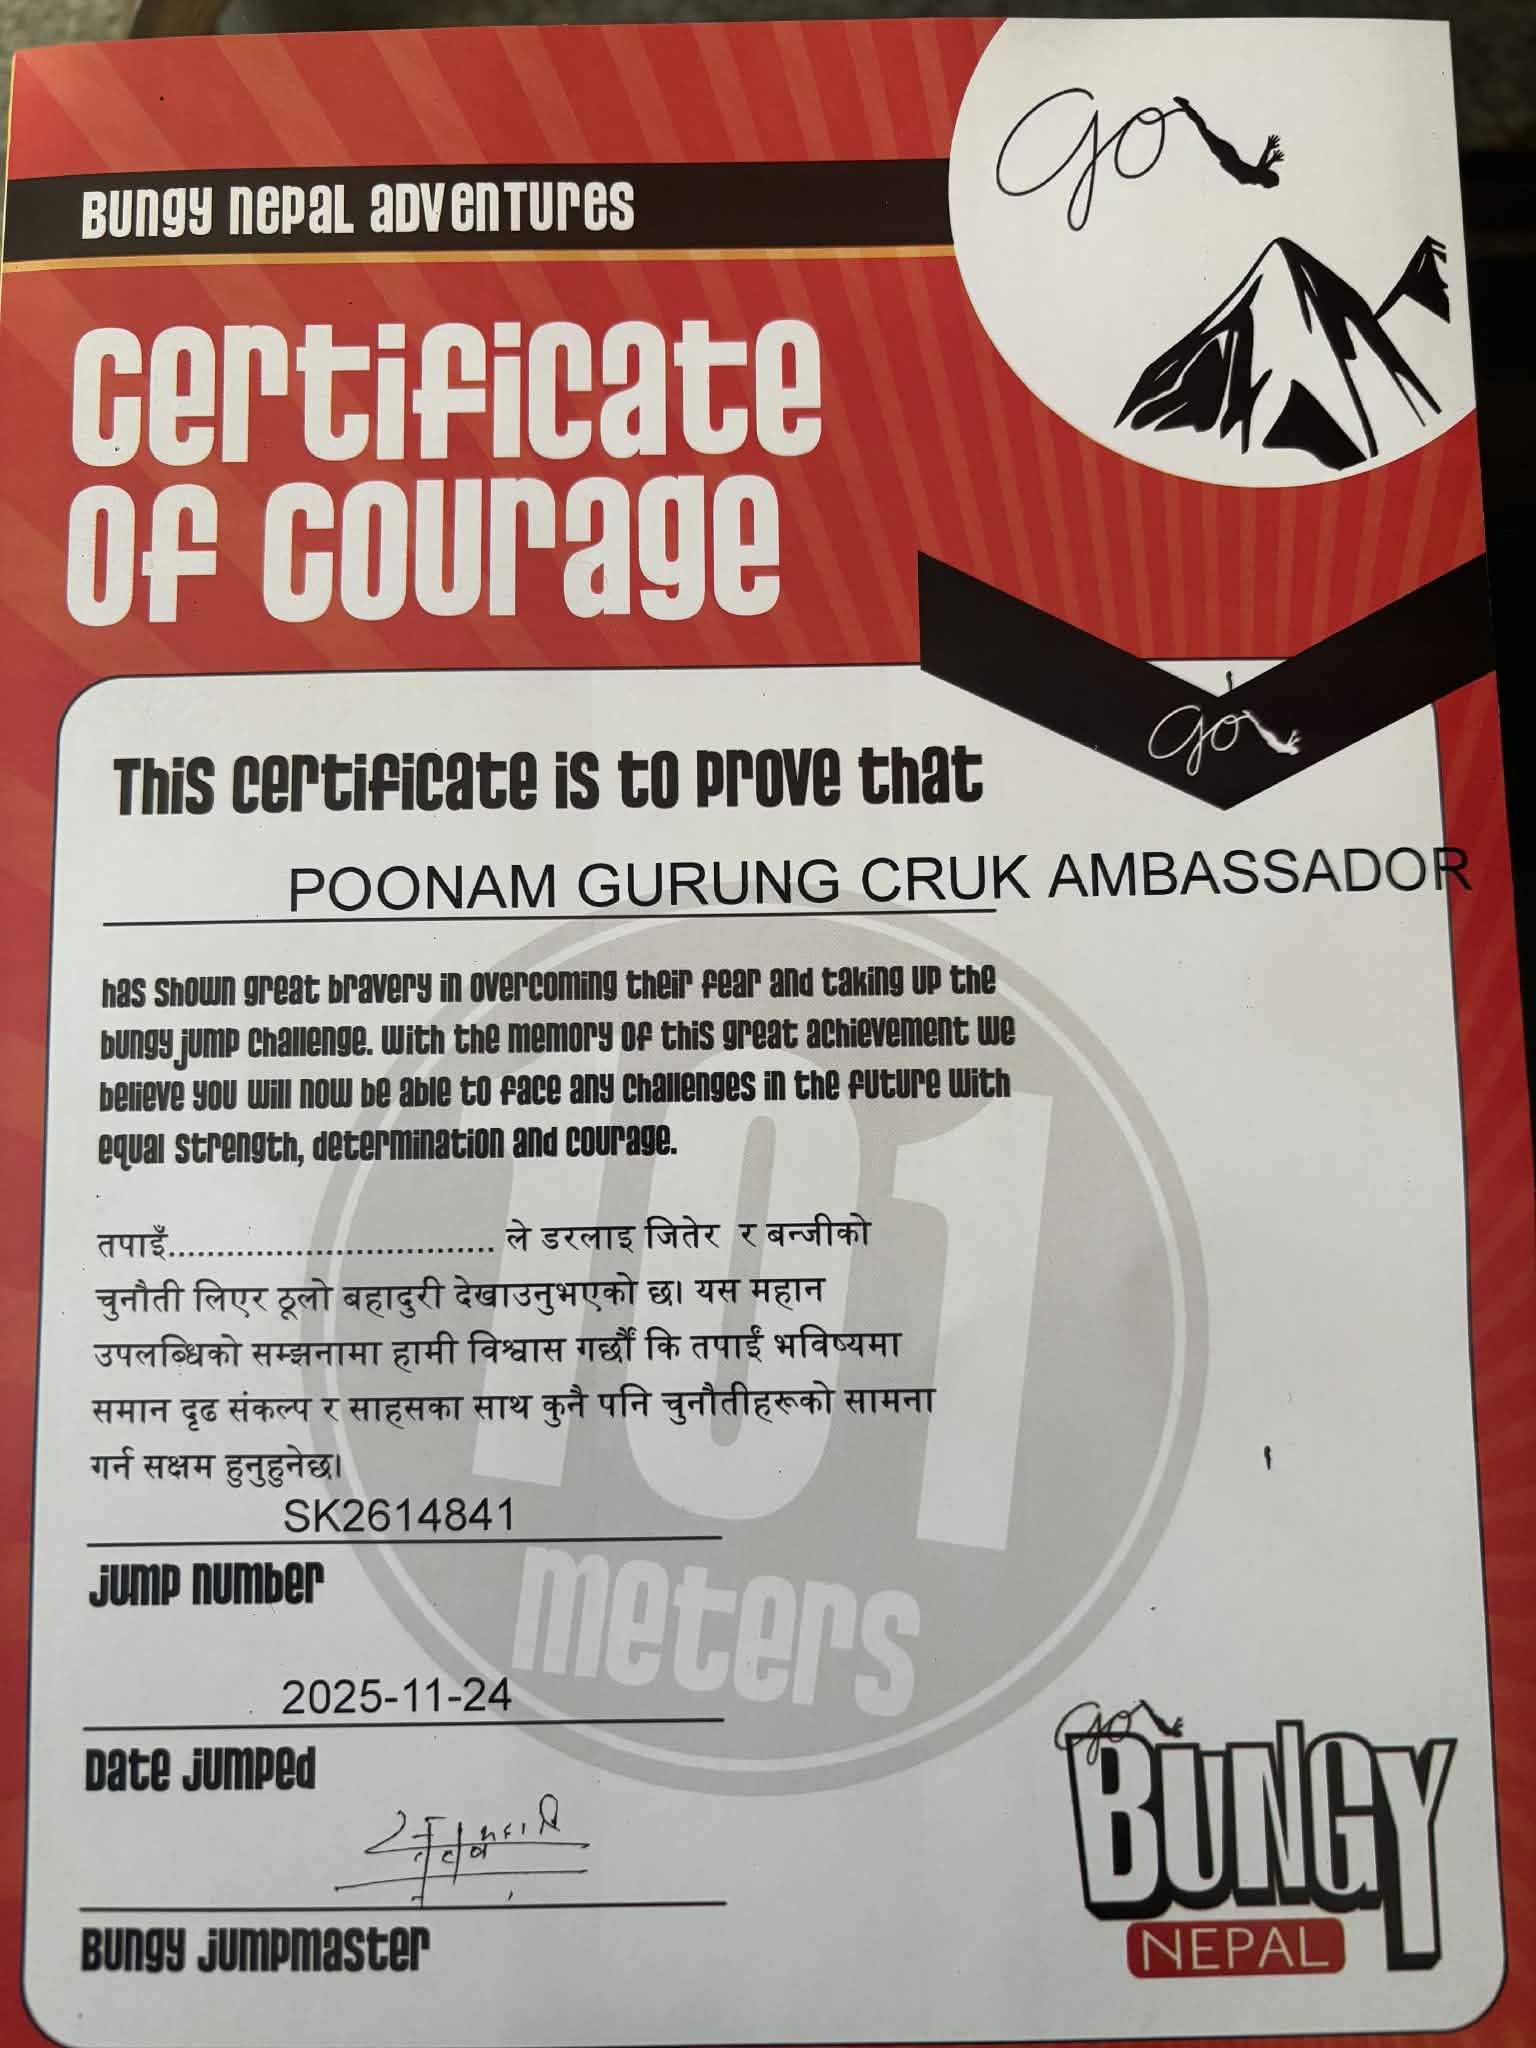 go
BUNGY NEPAL ADVENTURES
Certificate
of Courage
go
This certificate is to prove that
POONAM GURUNG CRUK AMBASSADOR
has shown great bravery in overcoming their fear and taking up the
bungy jump challenge. With the memory of this great achievement we
believe you will now be able to face any challenges in the future with
equal strength, determination and courage.
तपाइँ.................................. ले डरलाइ जितेर र बन्जीको
चुनौती लिएर ठूलो बहादुरी देखाउनुभएको छ। यस महान
उपलब्धिको सम्झनामा हामी विश्वास गर्छौं कि तपाईं भविष्यमा
समान दृढ संकल्प र साहसका साथ कुनै पनि चुनौतीहरूको सामना
गर्न सक्षम हुनुहुनेछ।
101
meters
SK2614841
Jump Number
2025-11-24
Date Jumped
Bungy Jumpmaster
go
BUNGY
NEPAL